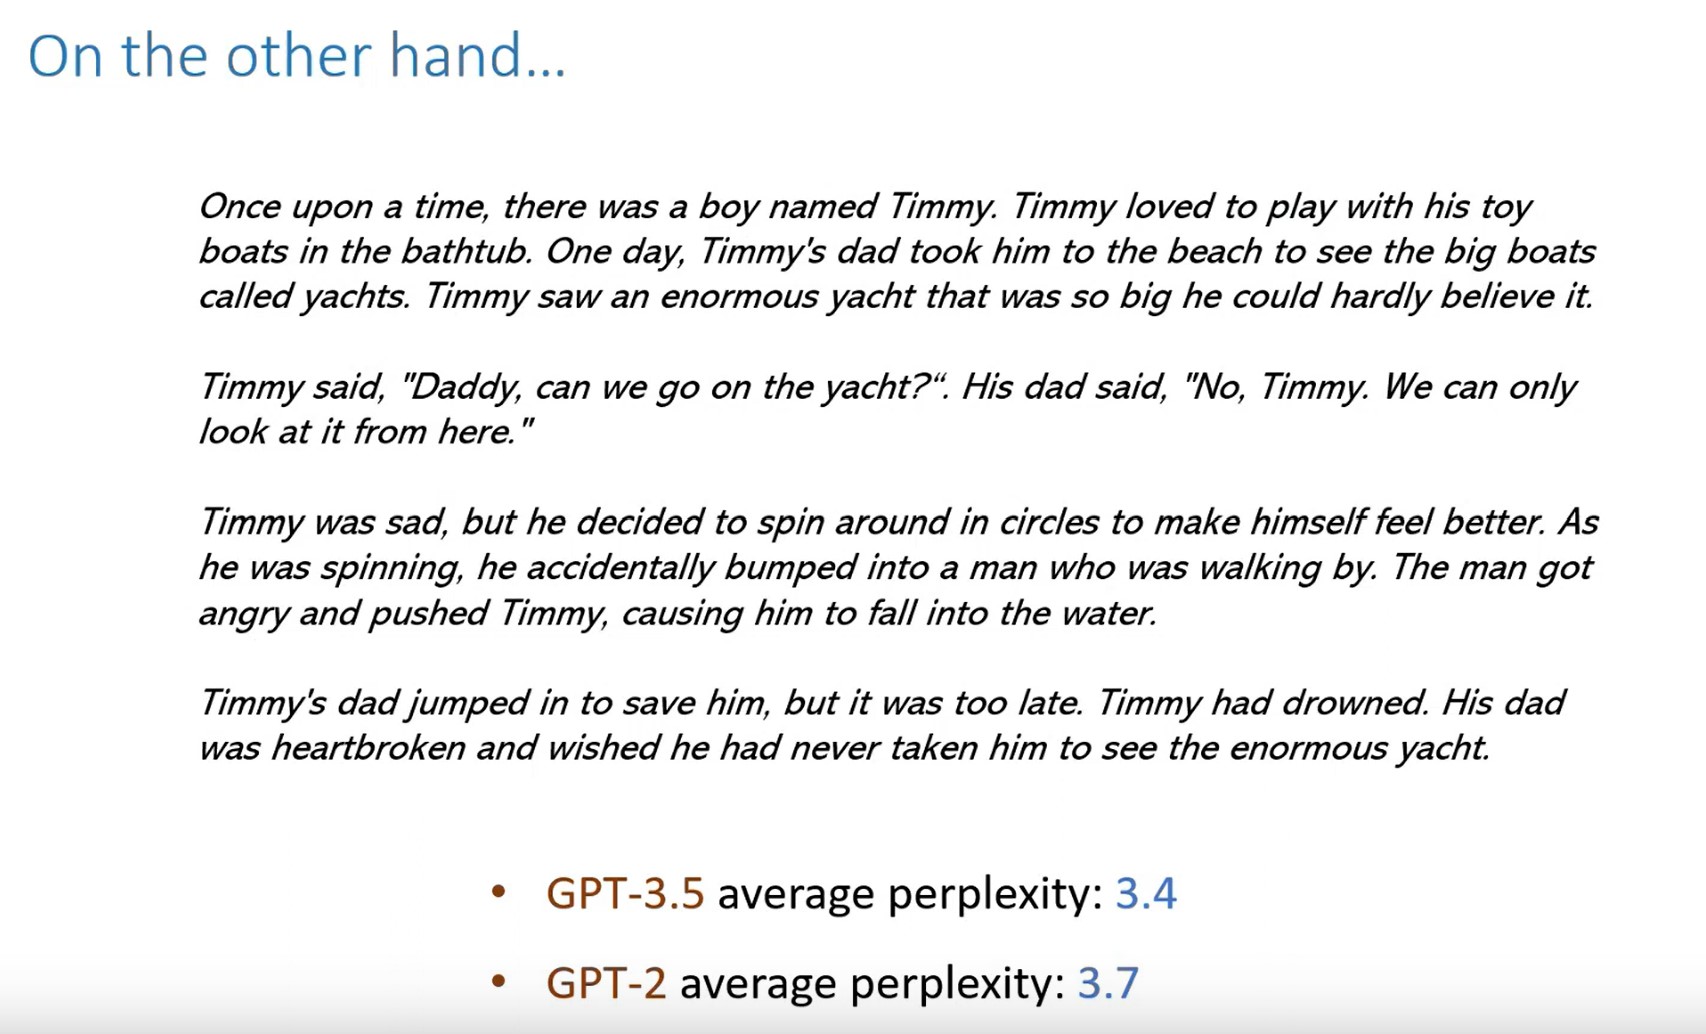 On the other hand...
Once upon a time, there was a boy named Timmy. Timmy loved to play with his toy
boats in the bathtub. One day, Timmy's dad took him to the beach to see the big boats
called yachts. Timmy saw an enormous yacht that was so big he could hardly believe it.
Timmy said, "Daddy, can we go on the yacht?“. His dad said, "No, Timmy. We can only
look at it from here."
Timmy was sad, but he decided to spin around in circles to make himself feel better. As
he was spinning, he accidentally bumped into a man who was walking by. The man got
angry and pushed Timmy, causing him to fall into the water.
Timmy's dad jumped in to save him, but it was too late. Timmy had drowned. His dad
was heartbroken and wished he had never taken him to see the enormous yacht.
• GPT-3.5 average perplexity: 3.4
• GPT-2 average perplexity: 3.7